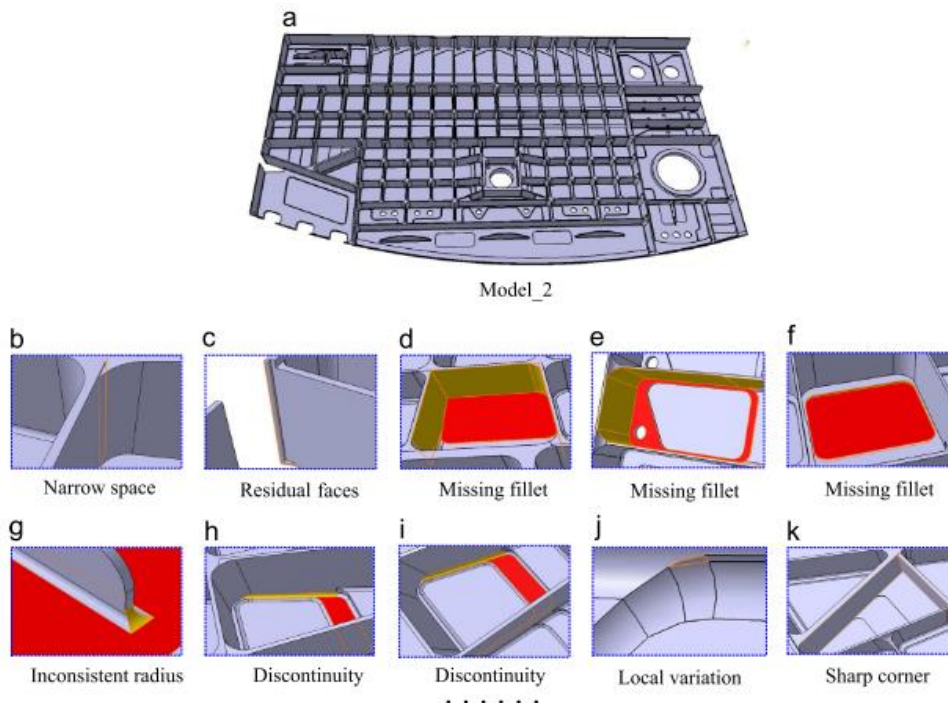 a
Model_2
b c d e f
Narrow space Residual faces Missing fillet Missing fillet Missing fillet
g h i j k
Inconsistent radius Discontinuity Discontinuity Local variation Sharp corner
......